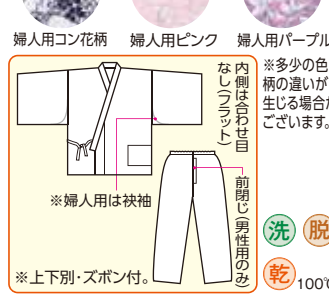 婦人用コン花柄
婦人用ピンク
婦人用パープル
※多少の色
柄の違いが
生じる場合が
ございます。
内側は合わせ目
なし(フラット)
※婦人用は袂袖
前閉じ(男性用のみ)
※上下別・ズボン付。
洗
脱
乾
100℃